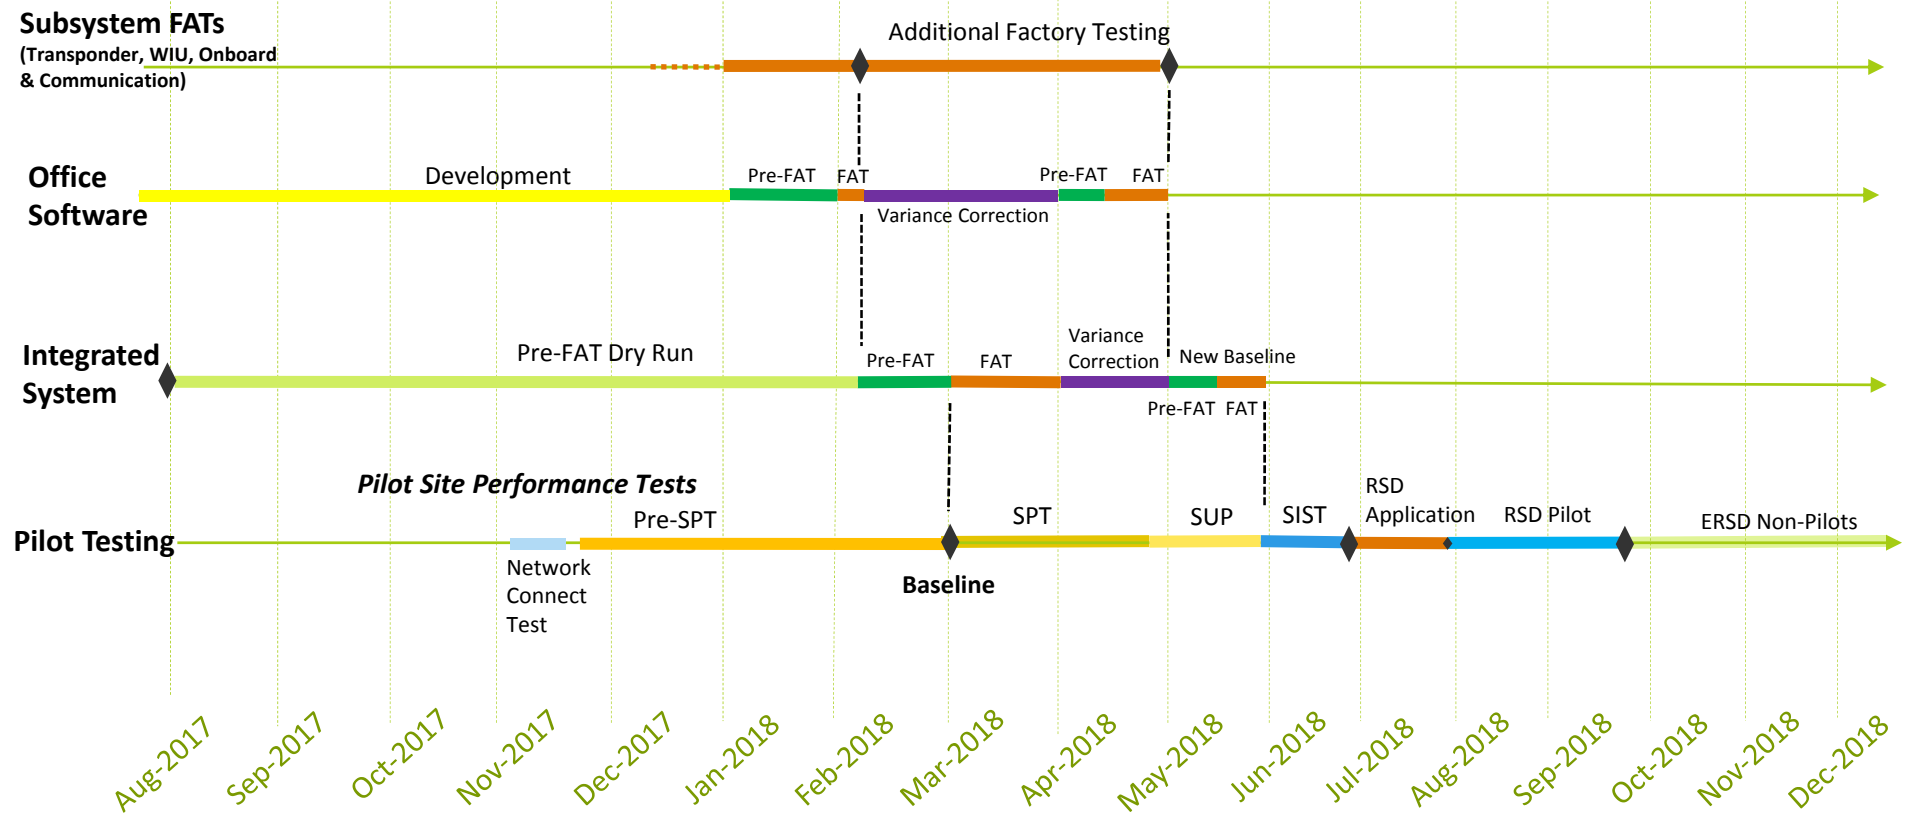 Subsystem FATs
(Transponder, WIU, Onboard
& Communication)
Additional Factory Testing
Office
Software
Development
Pre-FAT
FAT
Variance Correction
Pre-FAT
FAT
Integrated
System
Pre-FAT Dry Run
Pre-FAT
FAT
Variance
Correction
New Baseline
Pre-FAT
FAT
Pilot Site Performance Tests
Pilot Testing
Network
Connect
Test
Pre-SPT
Baseline
SPT
SUP
SIST
RSD
Application
RSD Pilot
ERSD Non-Pilots
Aug-2017
Sep-2017
Oct-2017
Nov-2017
Dec-2017
Jan-2018
Feb-2018
Mar-2018
Apr-2018
May-2018
Jun-2018
Jul-2018
Aug-2018
Sep-2018
Oct-2018
Nov-2018
Dec-2018